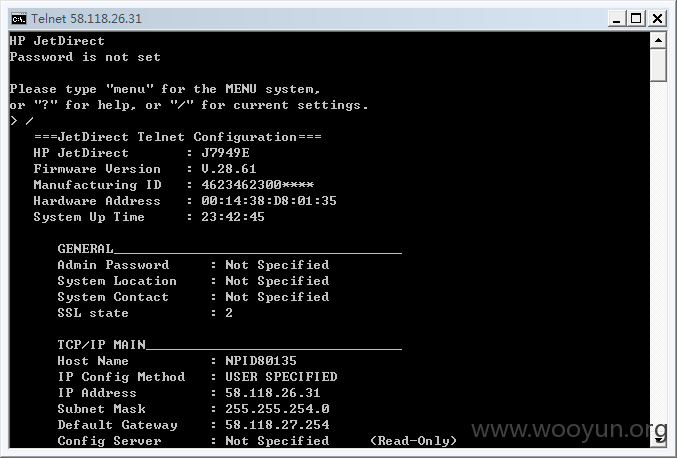 Telnet 58.118.26.31
HP JetDirect
Password is not set
Please type "menu" for the MENU system,
or "?" for help, or "/" for current settings.
> /
===JetDirect Telnet Configuration===
HP JetDirect : J7949E
Firmware Version : V.28.61
Manufacturing ID : 4623462300****
Hardware Address : 00:14:38:D8:01:35
System Up Time : 23:42:45
GENERAL____________________________________
Admin Password : Not Specified
System Location : Not Specified
System Contact : Not Specified
SSL state : 2
TCP/IP MAIN________________________________
Host Name : NPID80135
IP Config Method : USER SPECIFIED
IP Address : 58.118.26.31
Subnet Mask : 255.255.254.0
Default Gateway : 58.118.27.254
Config Server : Not Specified (Read-Only)
www.wooyun.org